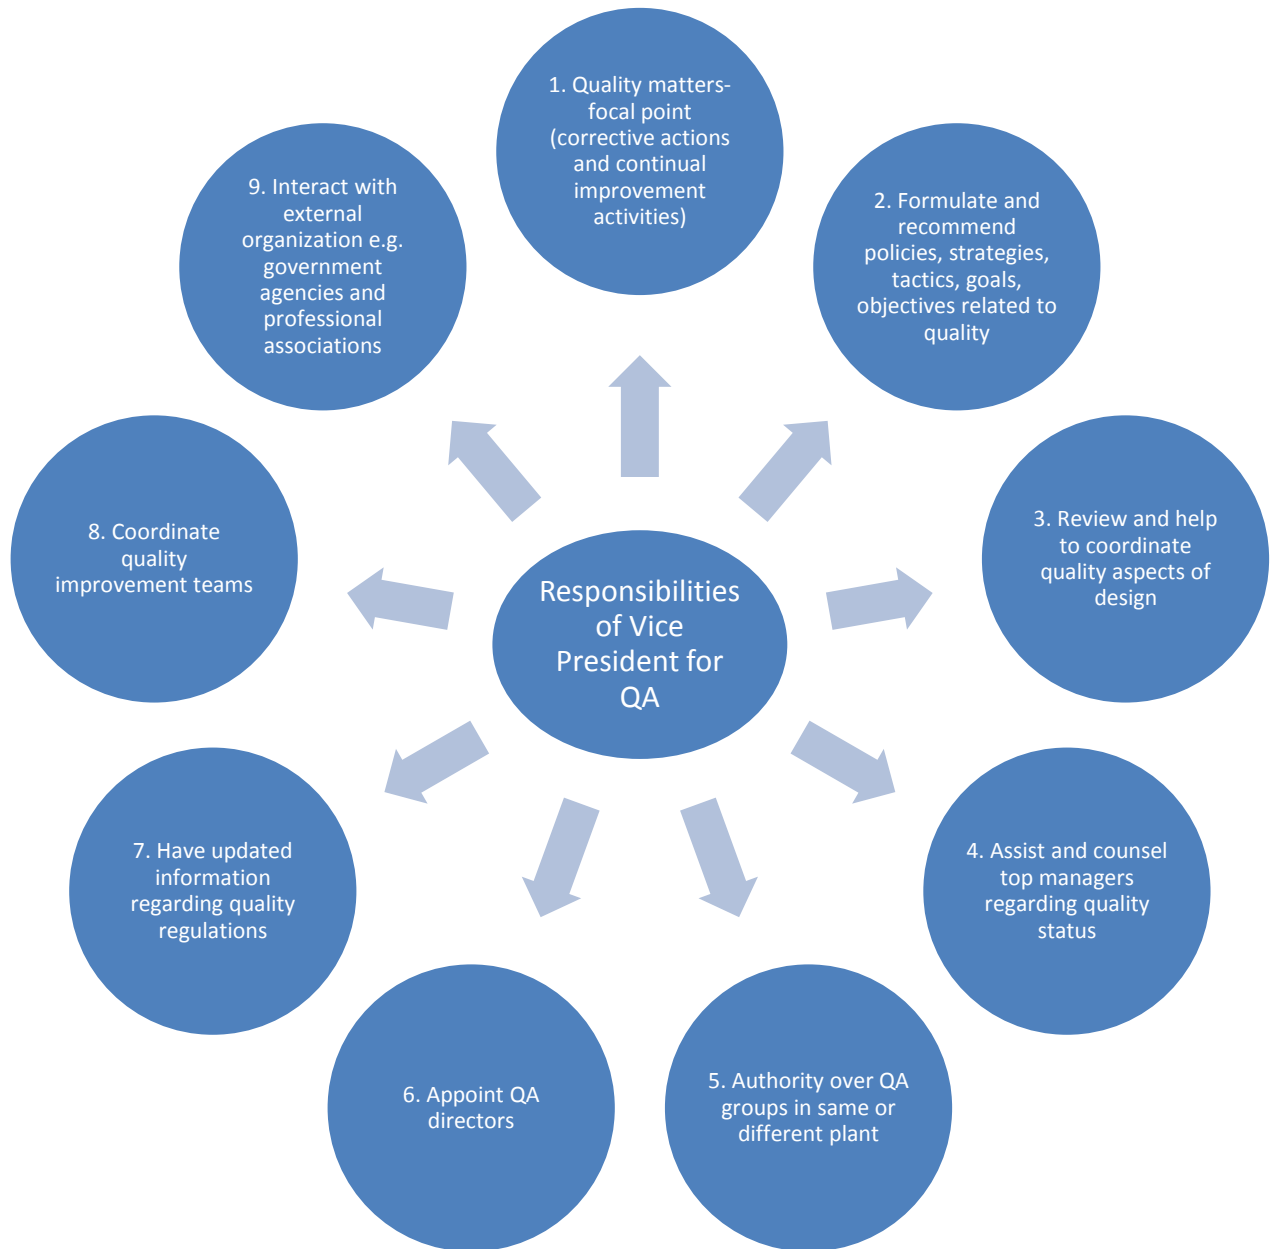 1. Quality matters-
focal point
(corrective actions
and continual
improvement
activities)
2. Formulate and
recommend
policies, strategies,
tactics, goals,
objectives related to
quality
3. Review and help
to coordinate
quality aspects of
design
4. Assist and counsel
top managers
regarding quality
status
5. Authority over QA
groups in same or
different plant
6. Appoint QA
directors
7. Have updated
information
regarding quality
regulations
8. Coordinate
quality
improvement teams
9. Interact with
external
organization e.g.
government
agencies and
professional
associations
Responsibilities
of Vice
President for
QA